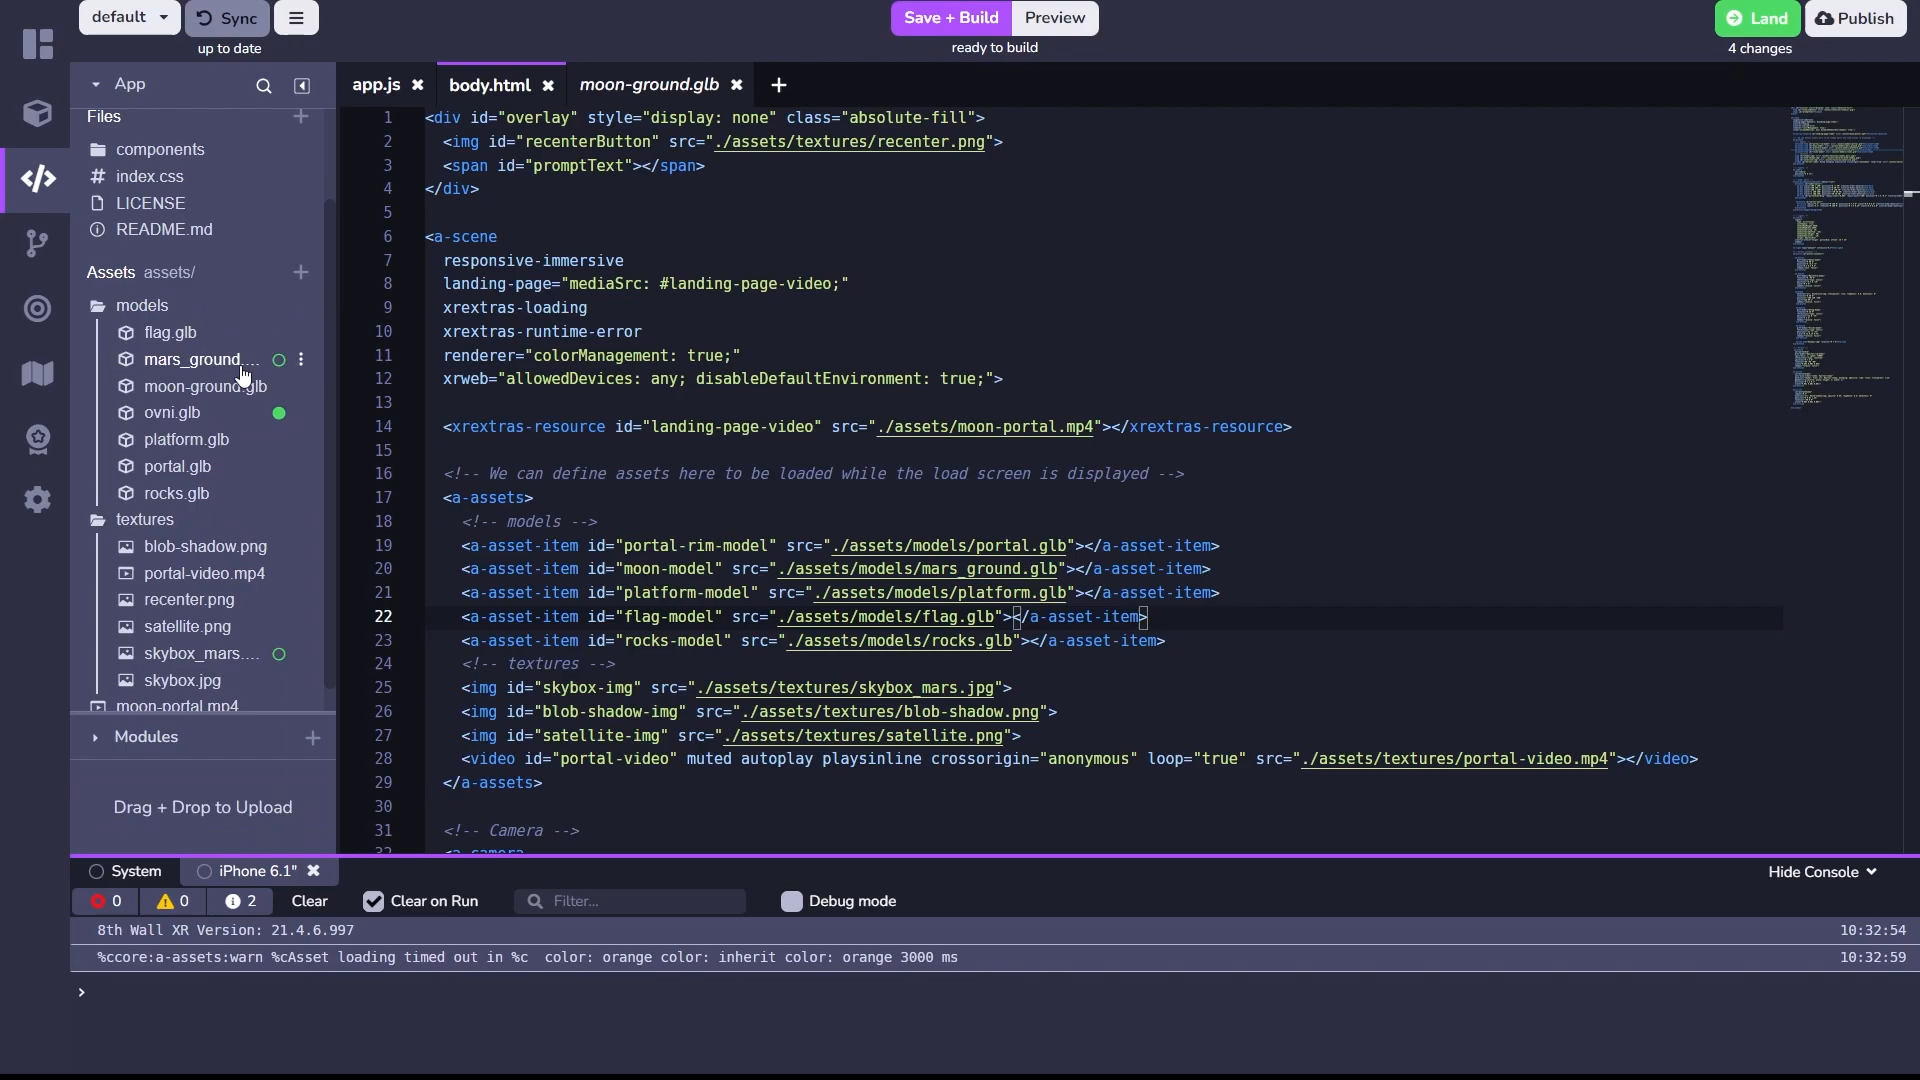 default
Sync
up to date
Save + Build
Preview
ready to build
Land
4 changes
Publish
App
Files
components
index.css
LICENSE
README.md
Assets assets/
models
flag.glb
mars_ground....
moon-ground.glb
ovni.glb
platform.glb
portal.glb
rocks.glb
textures
blob-shadow.png
portal-video.mp4
recenter.png
satellite.png
skybox_mars....
skybox.jpg
moon-portal.mp4
Modules
Drag + Drop to Upload
app.js
body.html
moon-ground.glb
1 <div id="overlay" style="display: none" class="absolute-fill">
2 <img id="recenterButton" src="./assets/textures/recenter.png">
3 <span id="promptText"></span>
4 </div>
5
6 <a-scene
7 responsive-immersive
8 landing-page="mediaSrc: #landing-page-video;"
9 xrextras-loading
10 xrextras-runtime-error
11 renderer="colorManagement: true;"
12 xrweb="allowedDevices: any; disableDefaultEnvironment: true;">
13
14 <xrextras-resource id="landing-page-video" src="./assets/moon-portal.mp4"></xrextras-resource>
15
16 <!-- We can define assets here to be loaded while the load screen is displayed -->
17 <a-assets>
18 <!-- models -->
19 <a-asset-item id="portal-rim-model" src="./assets/models/portal.glb"></a-asset-item>
20 <a-asset-item id="moon-model" src="./assets/models/mars_ground.glb"></a-asset-item>
21 <a-asset-item id="platform-model" src="./assets/models/platform.glb"></a-asset-item>
22 <a-asset-item id="flag-model" src="./assets/models/flag.glb"></a-asset-item>
23 <a-asset-item id="rocks-model" src="./assets/models/rocks.glb"></a-asset-item>
24 <!-- textures -->
25 <img id="skybox-img" src="./assets/textures/skybox_mars.jpg">
26 <img id="blob-shadow-img" src="./assets/textures/blob-shadow.png">
27 <img id="satellite-img" src="./assets/textures/satellite.png">
28 <video id="portal-video" muted autoplay playsinline crossorigin="anonymous" loop="true" src="./assets/textures/portal-video.mp4"></video>
29 </a-assets>
30
31 <!-- Camera -->
32 <a-camera
System
iPhone 6.1"
Hide Console
0
0
2
Clear
Clear on Run
Filter...
Debug mode
8th Wall XR Version: 21.4.6.997 10:32:54
%ccore:a-assets:warn %cAsset loading timed out in %c color: orange color: inherit color: orange 3000 ms 10:32:59
›